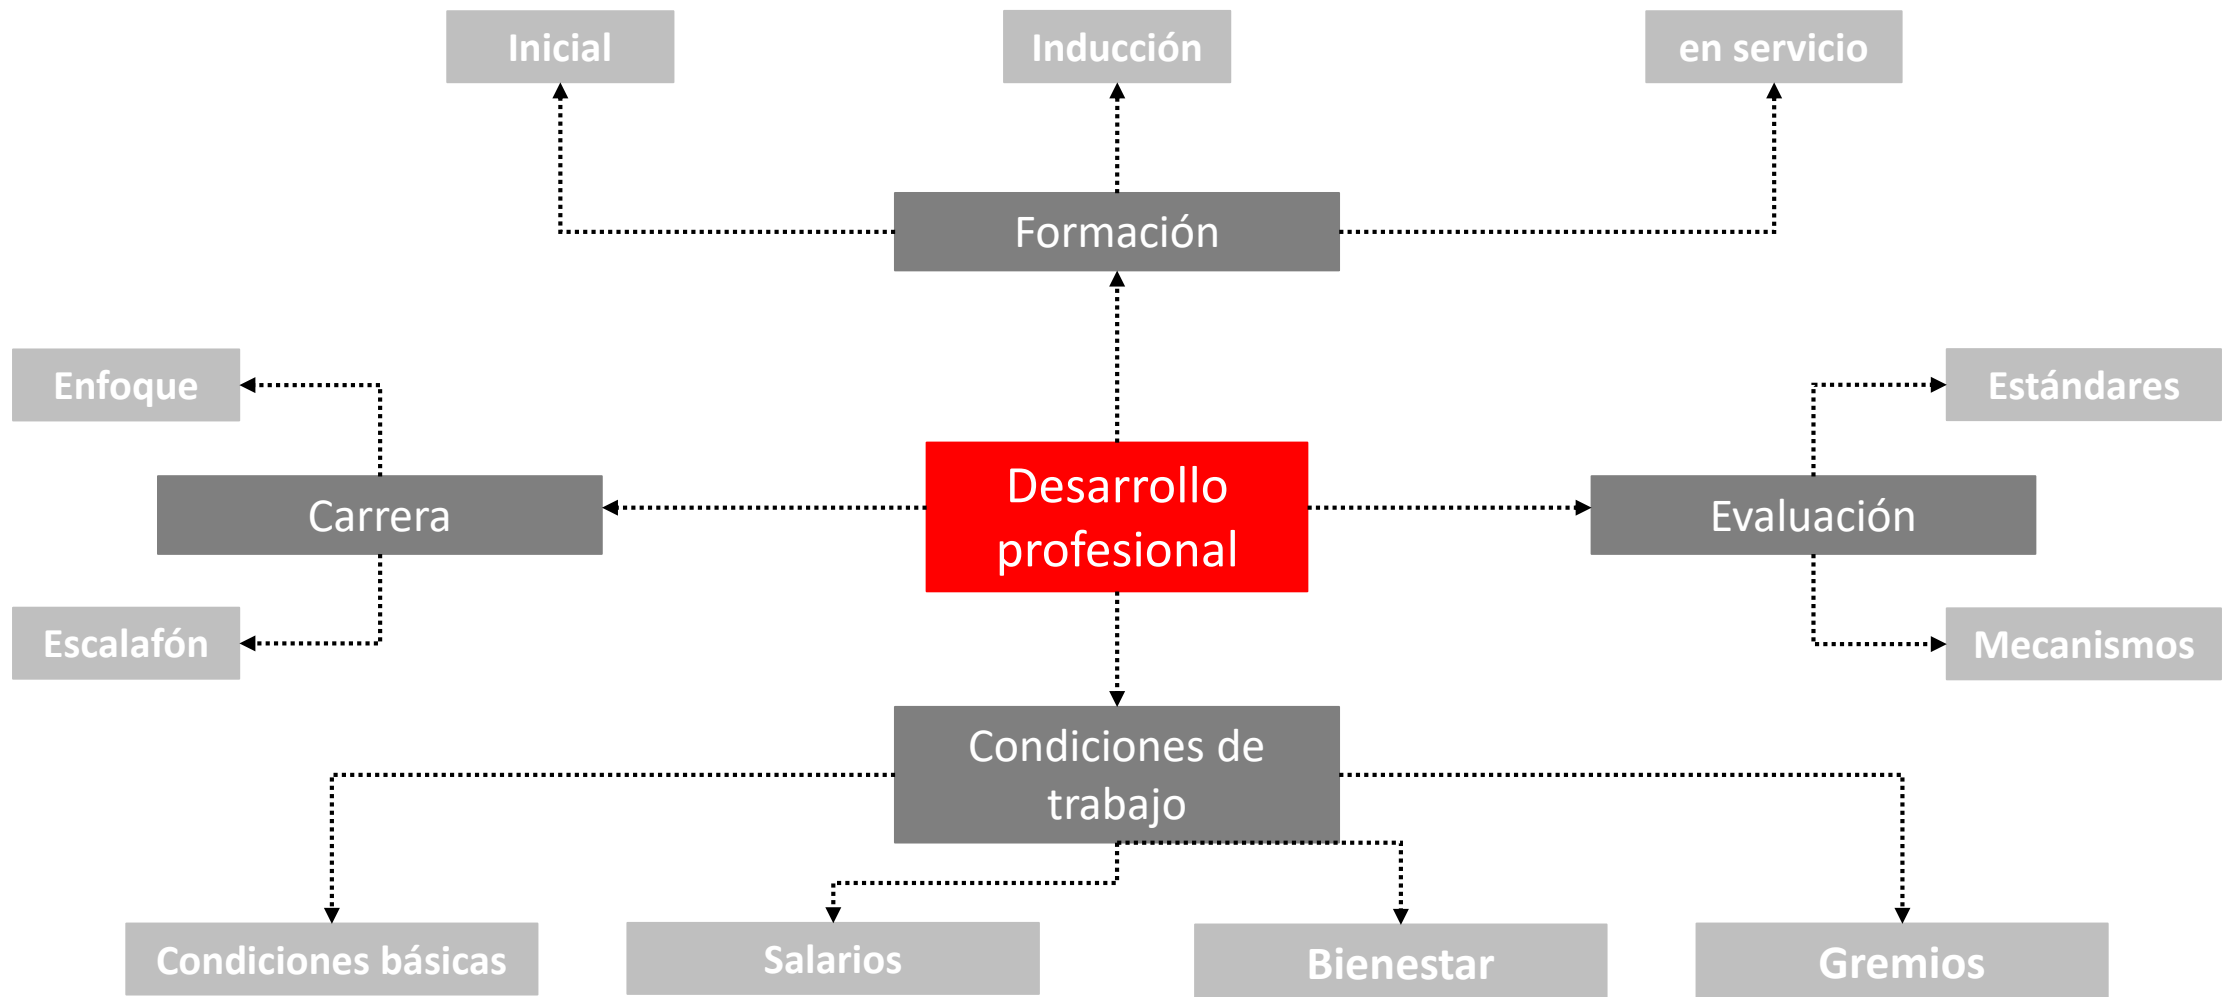 Inicial
Inducción
en servicio
Formación
Enfoque
Estándares
Carrera
Desarrollo
profesional
Evaluación
Escalafón
Mecanismos
Condiciones de
trabajo
Condiciones básicas
Salarios
Bienestar
Gremios